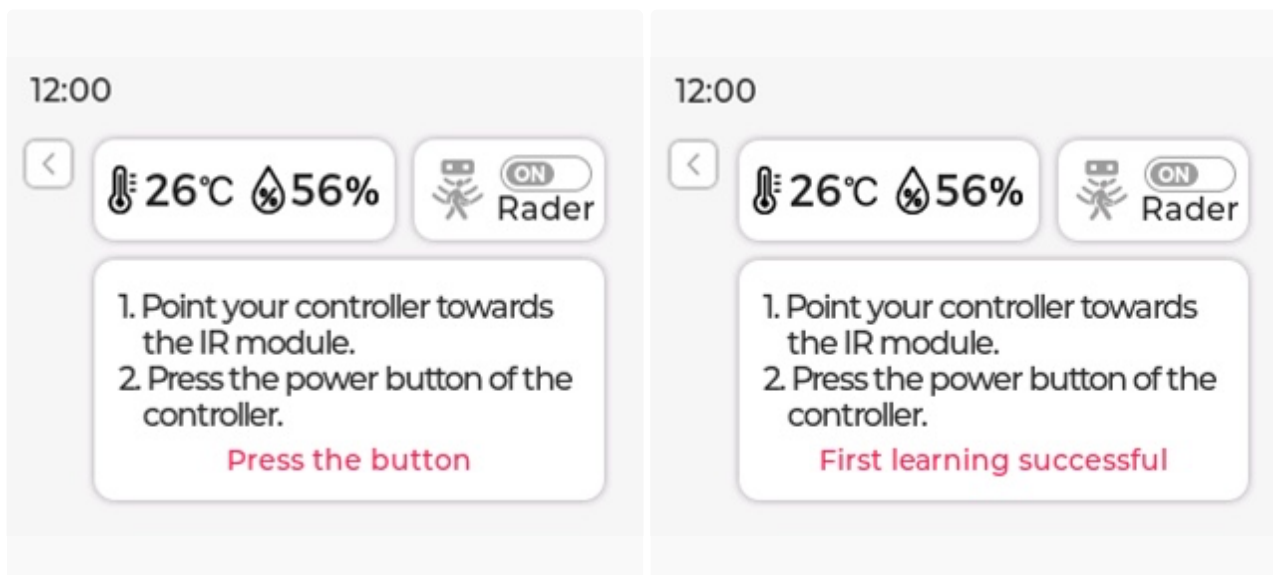 12:00
26°C 56%
ON
Rader
1. Point your controller towards
the IR module.
2. Press the power button of the
controller.
Press the button
12:00
26°C 56%
ON
Rader
1. Point your controller towards
the IR module.
2. Press the power button of the
controller.
First learning successful